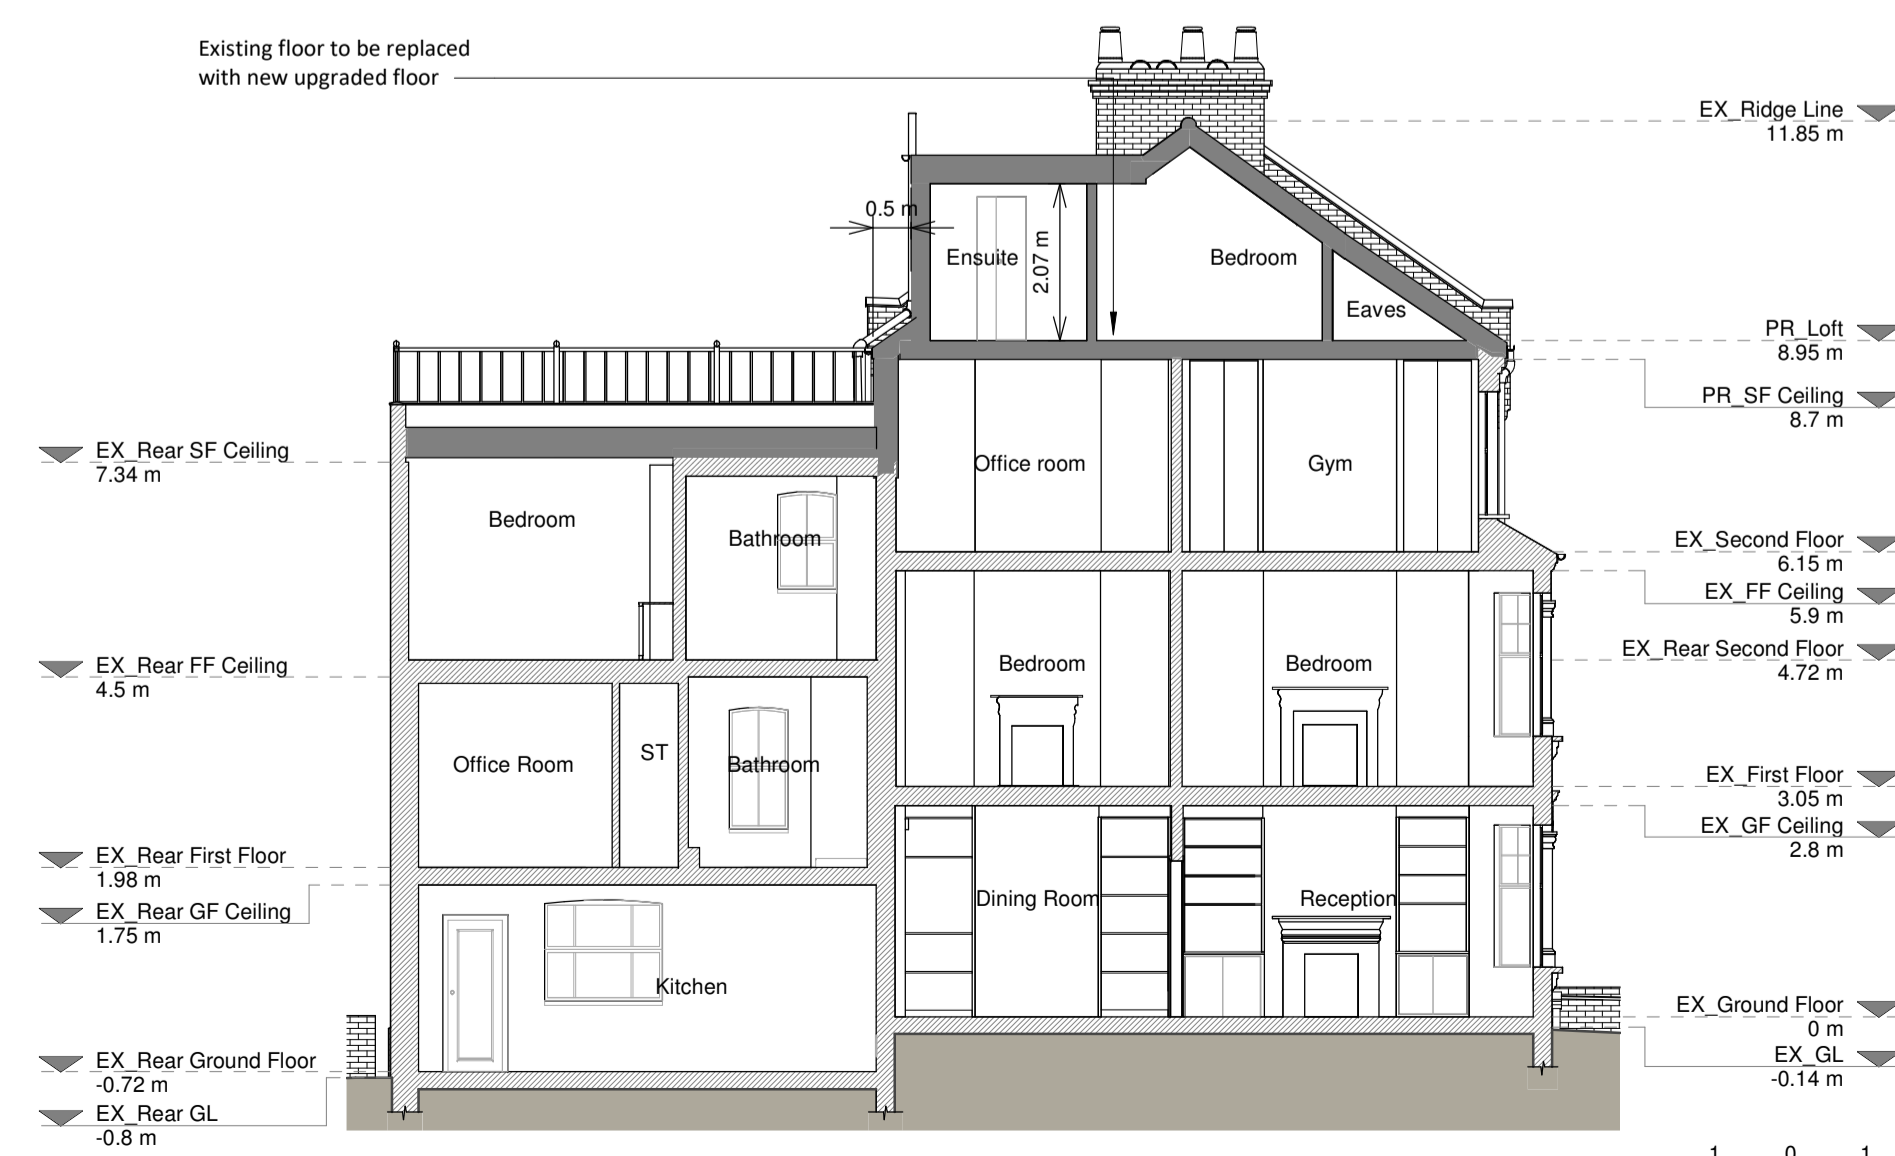 Existing floor to be replaced
with new upgraded floor
EX_Ridge Line
11.85 m
0.5 m
Ensuite
2.07 m
Bedroom
Eaves
PR_Loft
8.95 m
PR_SF Ceiling
8.7 m
EX_Rear SF Ceiling
7.34 m
Office room
Gym
Bedroom
Bathroom
EX_Second Floor
6.15 m
EX_FF Ceiling
5.9 m
EX_Rear Second Floor
4.72 m
EX_Rear FF Ceiling
4.5 m
Bedroom
Bedroom
Office Room
ST
Bathroom
EX_First Floor
3.05 m
EX_GF Ceiling
2.8 m
EX_Rear First Floor
1.98 m
EX_Rear GF Ceiling
1.75 m
Dining Room
Reception
Kitchen
EX_Ground Floor
0 m
EX_GL
-0.14 m
EX_Rear Ground Floor
-0.72 m
EX_Rear GL
-0.8 m
1 0 1